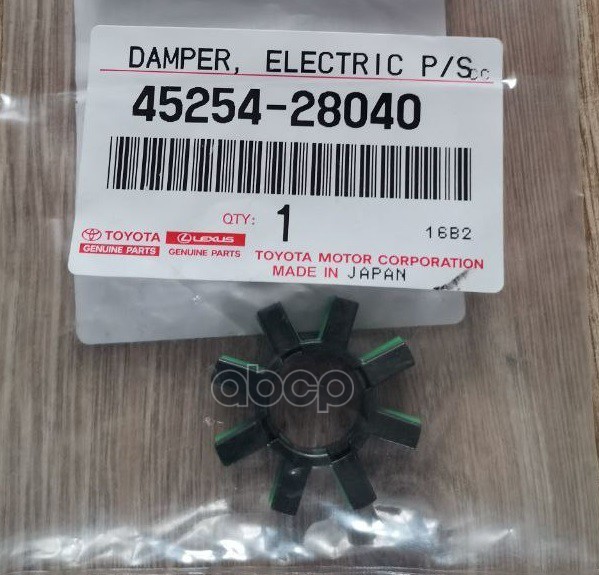 DAMPER, ELECTRIC P/S
45254-28040
QTY: 1
16B2
TOYOTA
GENUINE PARTS
LEXUS
GENUINE PARTS
TOYOTA MOTOR CORPORATION
MADE IN JAPAN
abcp